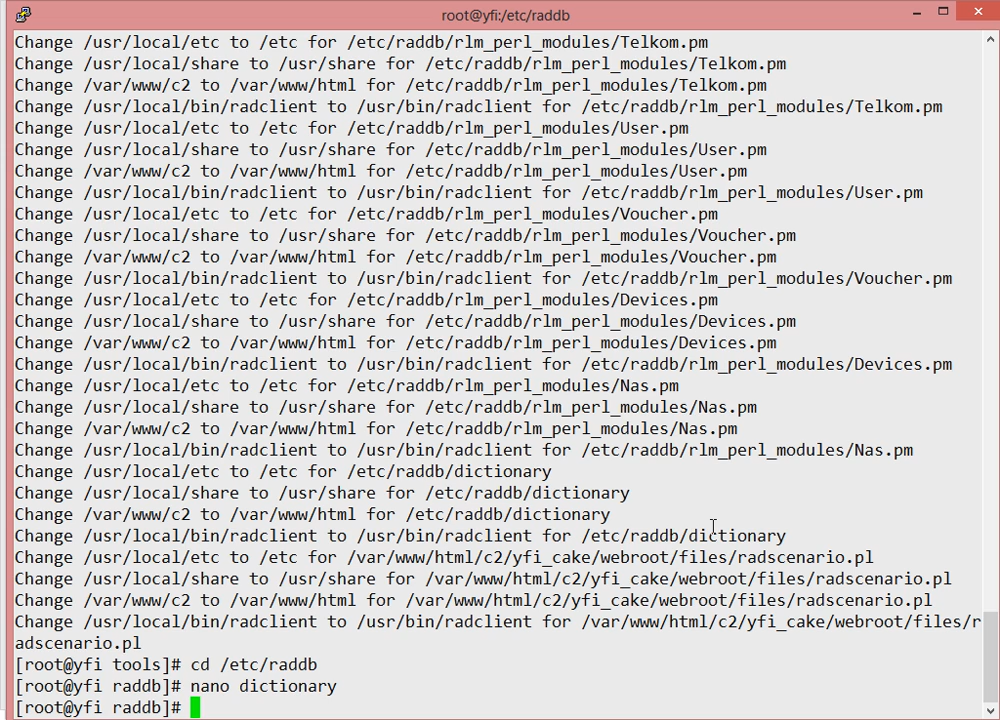 root@yfi:/etc/raddb
Change /usr/local/etc to /etc for /etc/raddb/rlm_perl_modules/Telkom.pm
Change /usr/local/share to /usr/share for /etc/raddb/rlm_perl_modules/Telkom.pm
Change /var/www/c2 to /var/www/html for /etc/raddb/rlm_perl_modules/Telkom.pm
Change /usr/local/bin/radclient to /usr/bin/radclient for /etc/raddb/rlm_perl_modules/Telkom.pm
Change /usr/local/etc to /etc for /etc/raddb/rlm_perl_modules/User.pm
Change /usr/local/share to /usr/share for /etc/raddb/rlm_perl_modules/User.pm
Change /var/www/c2 to /var/www/html for /etc/raddb/rlm_perl_modules/User.pm
Change /usr/local/bin/radclient to /usr/bin/radclient for /etc/raddb/rlm_perl_modules/User.pm
Change /usr/local/etc to /etc for /etc/raddb/rlm_perl_modules/Voucher.pm
Change /usr/local/share to /usr/share for /etc/raddb/rlm_perl_modules/Voucher.pm
Change /var/www/c2 to /var/www/html for /etc/raddb/rlm_perl_modules/Voucher.pm
Change /usr/local/bin/radclient to /usr/bin/radclient for /etc/raddb/rlm_perl_modules/Voucher.pm
Change /usr/local/etc to /etc for /etc/raddb/rlm_perl_modules/Devices.pm
Change /usr/local/share to /usr/share for /etc/raddb/rlm_perl_modules/Devices.pm
Change /var/www/c2 to /var/www/html for /etc/raddb/rlm_perl_modules/Devices.pm
Change /usr/local/bin/radclient to /usr/bin/radclient for /etc/raddb/rlm_perl_modules/Devices.pm
Change /usr/local/etc to /etc for /etc/raddb/rlm_perl_modules/Nas.pm
Change /usr/local/share to /usr/share for /etc/raddb/rlm_perl_modules/Nas.pm
Change /var/www/c2 to /var/www/html for /etc/raddb/rlm_perl_modules/Nas.pm
Change /usr/local/bin/radclient to /usr/bin/radclient for /etc/raddb/rlm_perl_modules/Nas.pm
Change /usr/local/etc to /etc for /etc/raddb/dictionary
Change /usr/local/share to /usr/share for /etc/raddb/dictionary
Change /var/www/c2 to /var/www/html for /etc/raddb/dictionary
Change /usr/local/bin/radclient to /usr/bin/radclient for /etc/raddb/dictionary
Change /usr/local/etc to /etc for /var/www/html/c2/yfi_cake/webroot/files/radscenario.pl
Change /usr/local/share to /usr/share for /var/www/html/c2/yfi_cake/webroot/files/radscenario.pl
Change /var/www/c2 to /var/www/html for /var/www/html/c2/yfi_cake/webroot/files/radscenario.pl
Change /usr/local/bin/radclient to /usr/bin/radclient for /var/www/html/c2/yfi_cake/webroot/files/r
adscenario.pl
[root@yfi tools]# cd /etc/raddb
[root@yfi raddb]# nano dictionary
[root@yfi raddb]#